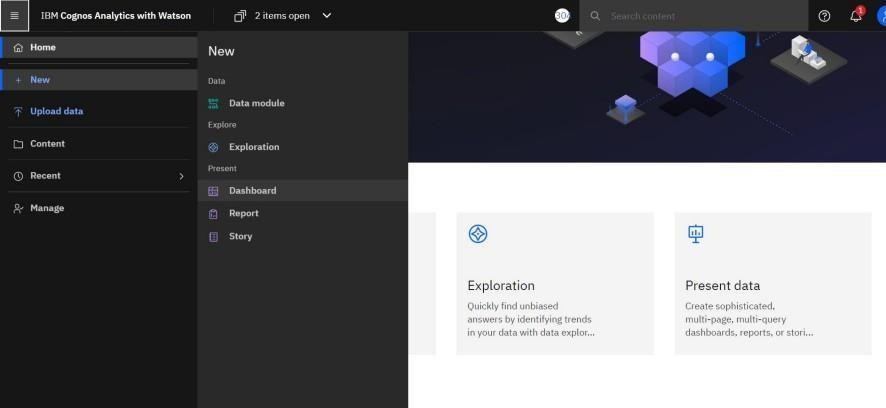 IBM Cognos Analytics with Watson
2 items open
304
Search content
1
Home
New
Upload data
Content
Recent
Manage
New
Data
Data module
Explore
Exploration
Present
Dashboard
Report
Story
Exploration
Quickly find unbiased
answers by identifying trends
in your data with data explor...
Present data
Create sophisticated,
multi-page, multi-query
dashboards, reports, or stori...